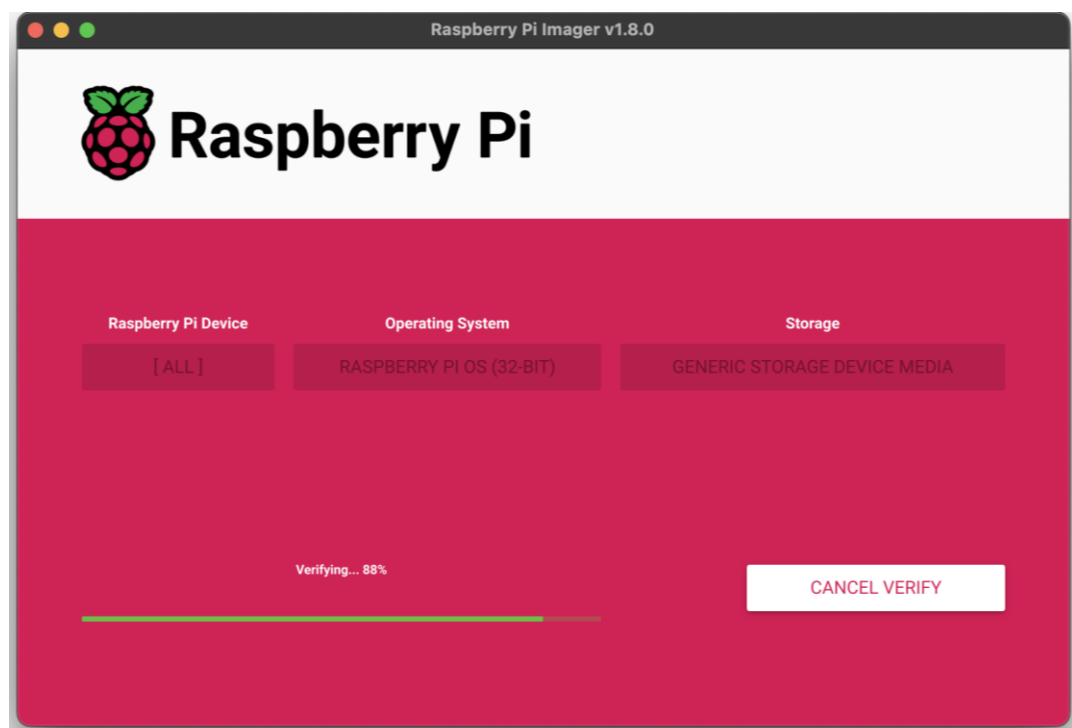 Raspberry Pi Imager v1.8.0
Raspberry Pi
Raspberry Pi Device
Operating System
Storage
[ ALL ]
RASPBERRY PI OS (32-BIT)
GENERIC STORAGE DEVICE MEDIA
Verifying... 88%
CANCEL VERIFY